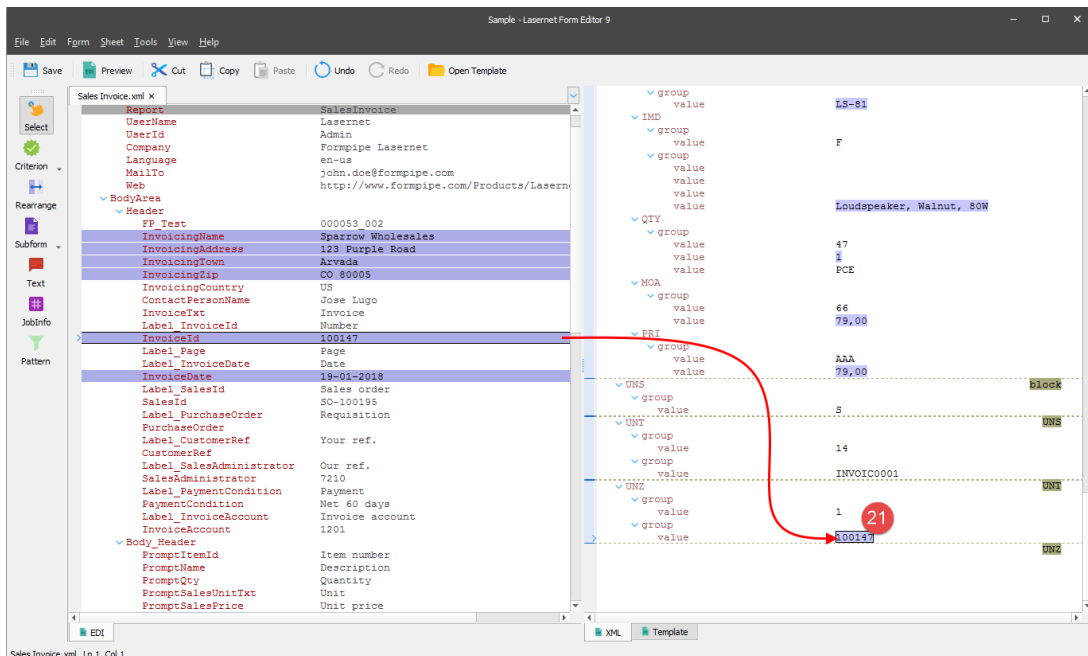 Sample - Lasernet Form Editor 9
File Edit Form Sheet Tools View Help
Save Preview Cut Copy Paste Undo Redo Open Template
Select
Criterion
Rearrange
Subform
Text
JobInfo
Pattern
Sales Invoice.xml ×
Report SalesInvoice
UserName Lasernet
UserId Admin
Company Formpipe Lasernet
Language en-us
MailTo john.doe@formpipe.com
Web http://www.formpipe.com/Products/Lasern
BodyArea
Header
FP_Test 000053_002
InvoicingName Sparrow Wholesales
InvoicingAddress 123 Purple Road
InvoicingTown Arvada
InvoicingZip CO 80005
InvoicingCountry US
ContactPersonName Jose Lugo
InvoiceTxt Invoice
Label_InvoiceId Number
InvoiceId 100147
Label_Page Page
Label_InvoiceDate Date
InvoiceDate 19-01-2018
Label_SalesId Sales order
SalesId SO-100195
Label_PurchaseOrder Requisition
PurchaseOrder
Label_CustomerRef Your ref.
CustomerRef
Label_SalesAdministrator Our ref.
SalesAdministrator 7210
Label_PaymentCondition Payment
PaymentCondition Net 60 days
Label_InvoiceAccount Invoice account
InvoiceAccount 1201
Body_Header
PromptItemId Item number
PromptName Description
PromptQty Quantity
PromptSalesUnitTxt Unit
PromptSalesPrice Unit price
EDI
group
value LS-81
IMD
group
value F
group
value
value
value
value Loudspeaker, Walnut, 80W
QTY
group
value 47
value 1
value PCE
MOA
group
value 66
value 79,00
PRI
group
value AAA
value 79,00
UNS block
group
value S
UNT UNS
group
value 14
group
value INVOIC0001
UNZ UNT
group
value 1
group 21
value 100147
UNZ
XML Template
Sales Invoice.xml, Ln 1, Col 1